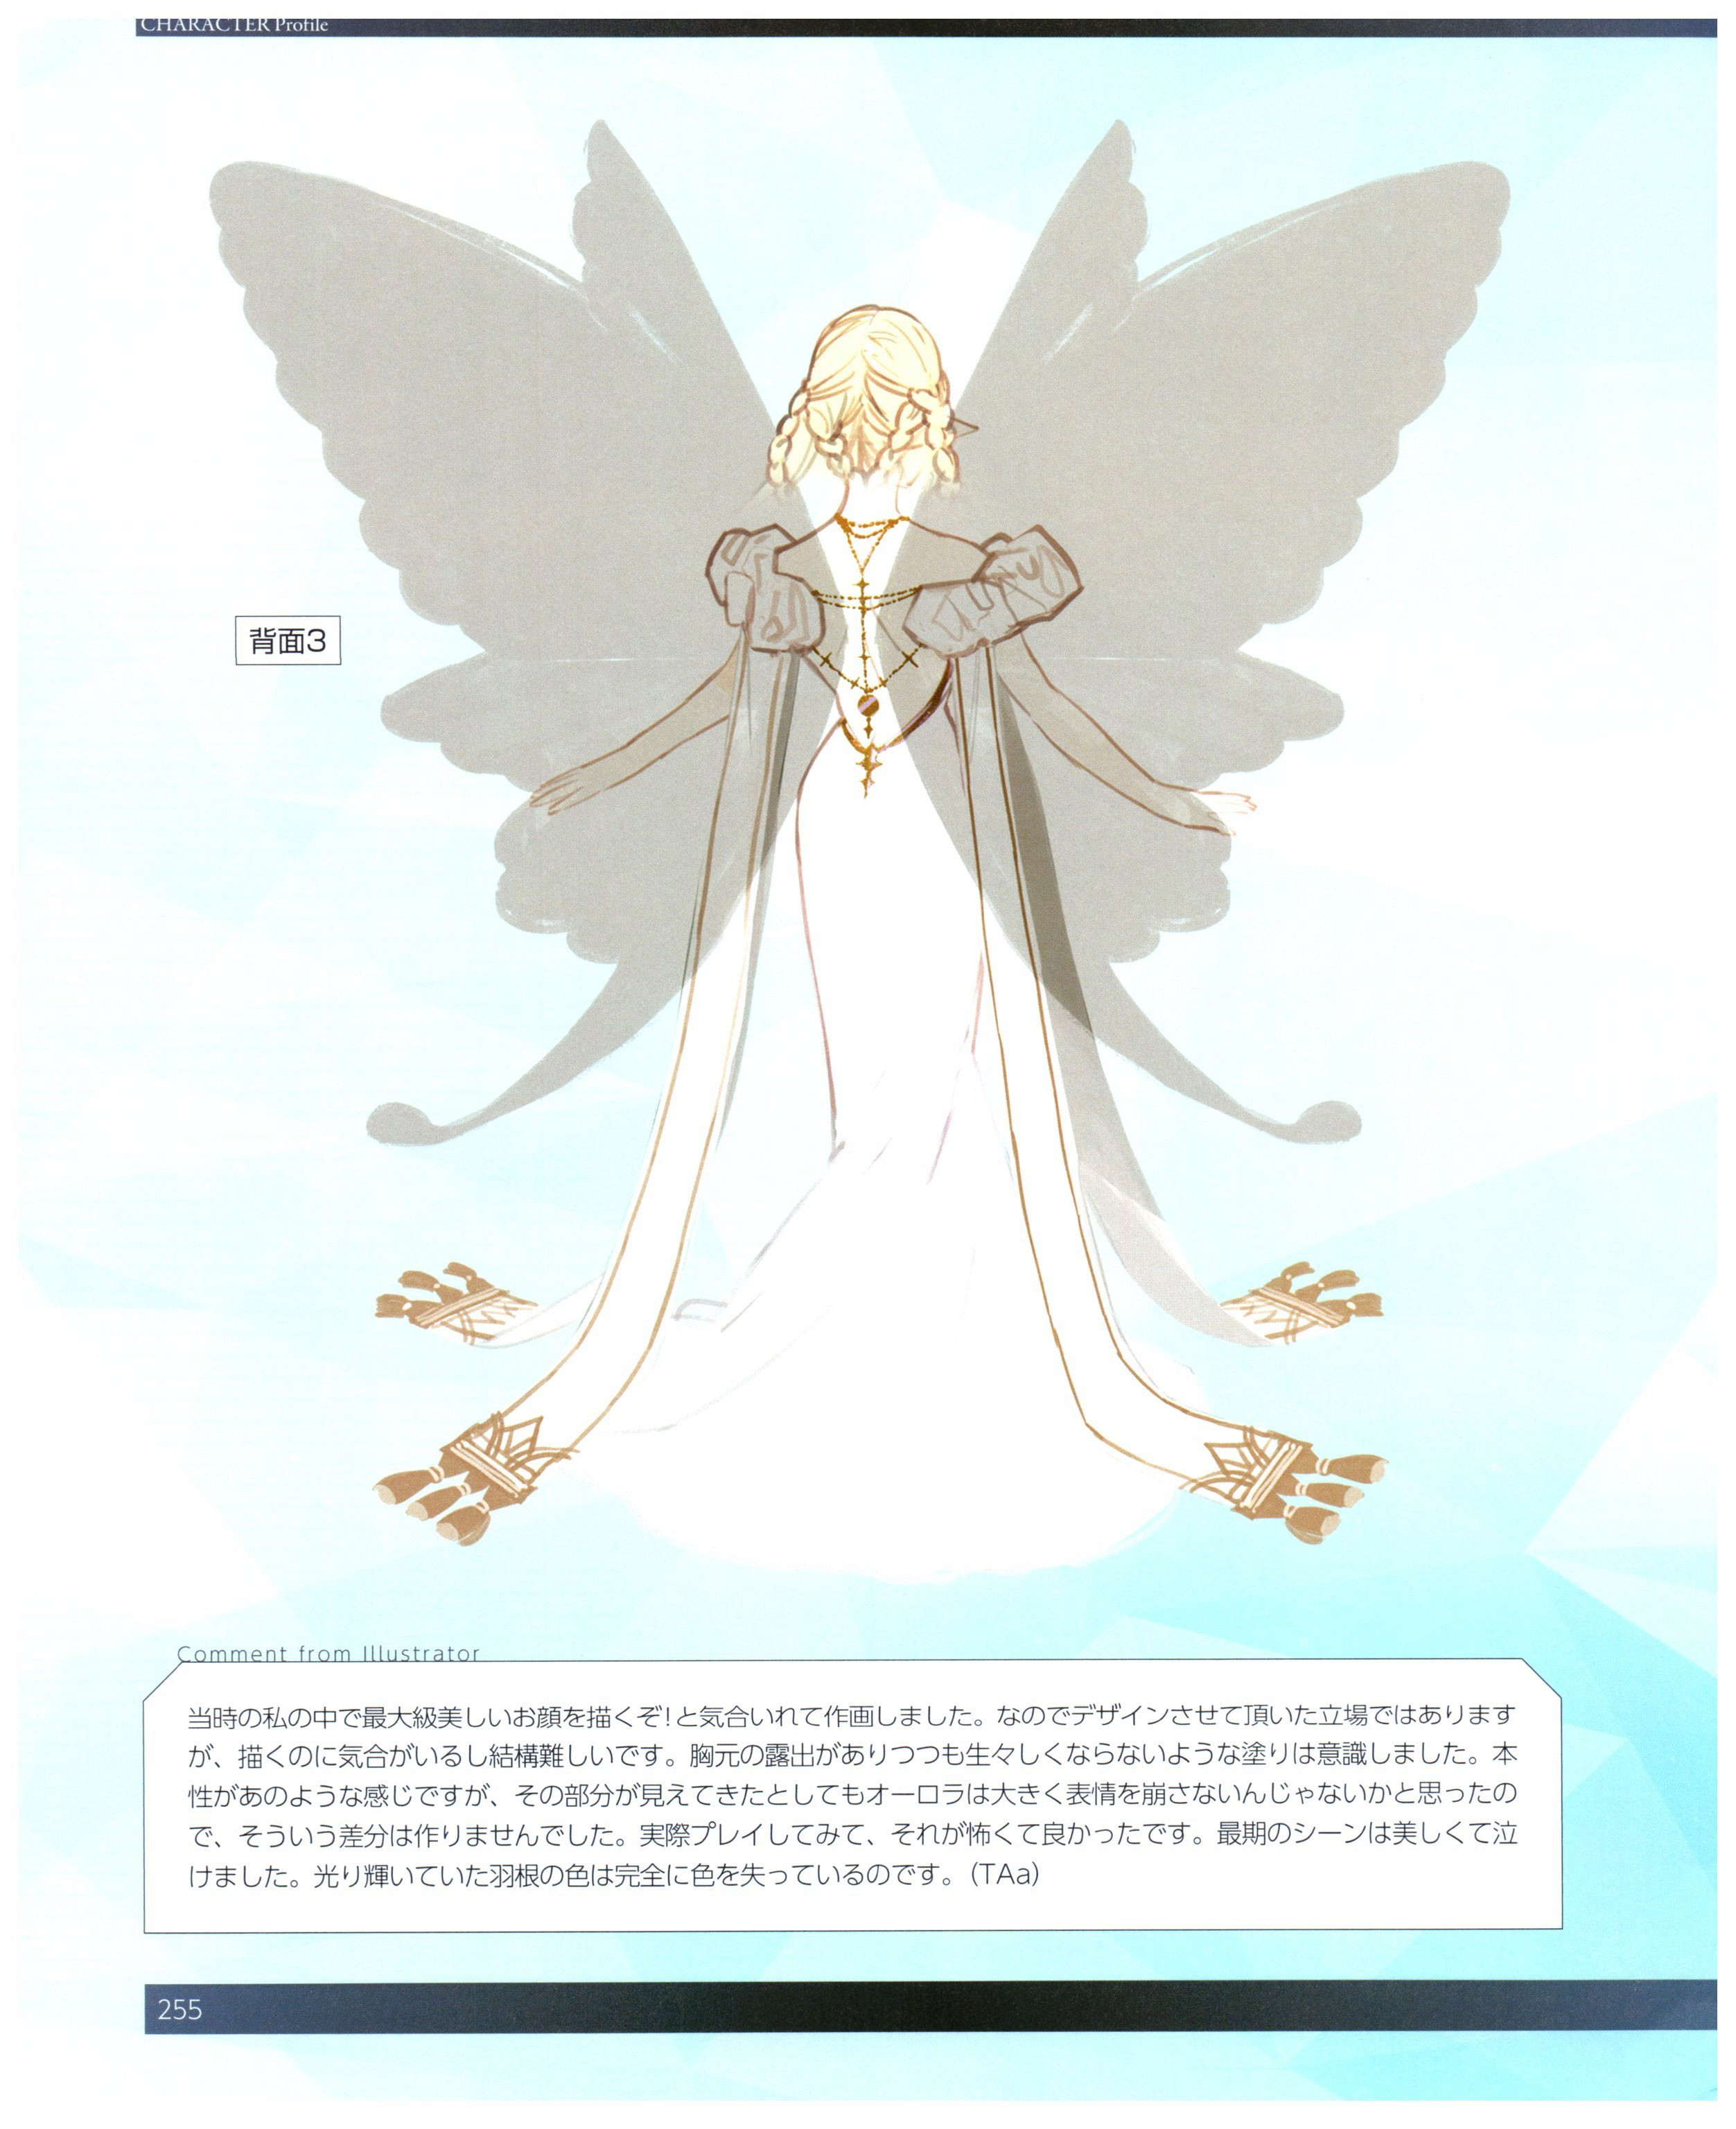 CHARACTER Profile
背面3
Comment from Illustrator
当時の私の中で最大級美しいお顔を描くぞ!と気合いれて作画しました。なのでデザインさせて頂いた立場ではあります
が、描くのに気合がいるし結構難しいです。胸元の露出がありつつも生々しくならないような塗りは意識しました。本
性があのような感じですが、その部分が見えてきたとしてもオーロラは大きく表情を崩さないんじゃないかと思ったの
で、そういう差分は作りませんでした。実際プレイしてみて、それが怖くて良かったです。最期のシーンは美しくて泣
けました。光り輝いていた羽根の色は完全に色を失っているのです。(TAa)
255